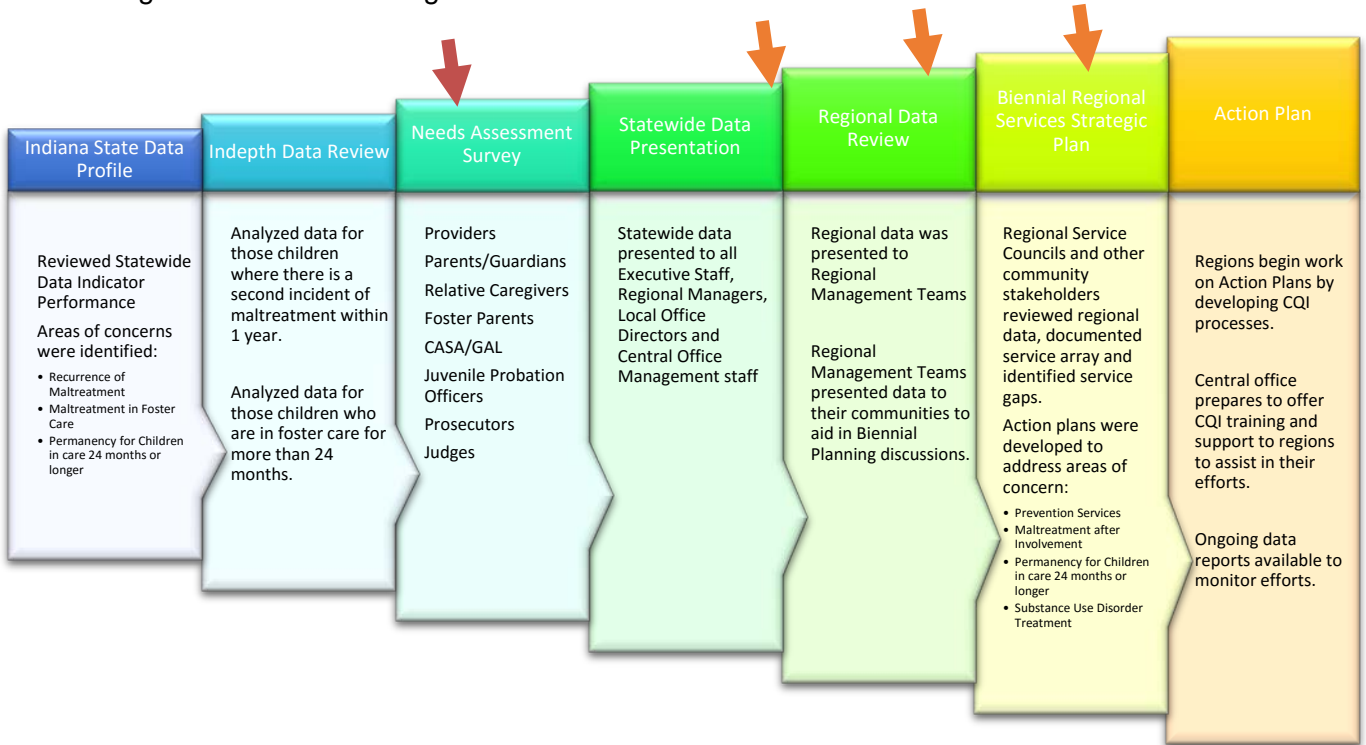 Indiana State Data
Profile
Reviewed Statewide
Data Indicator
Performance
Areas of concerns
were identified:
• Recurrence of
Maltreatment
• Maltreatment in Foster
Care
• Permanency for Children
in care 24 months or
longer
Indepth Data Review
Analyzed data for
those children
where there is a
second incident of
maltreatment within
1 year.
Analyzed data for
those children who
are in foster care for
more than 24
months.
Needs Assessment
Survey
Providers
Parents/Guardians
Relative Caregivers
Foster Parents
CASA/GAL
Juvenile Probation
Officers
Prosecutors
Judges
Statewide Data
Presentation
Statewide data
presented to all
Executive Staff,
Regional Managers,
Local Office
Directors and
Central Office
Management staff
Regional Data
Review
Regional data was
presented to
Regional
Management Teams
Regional
Management Teams
presented data to
their communities to
aid in Biennial
Planning discussions.
Biennial Regional
Services Strategic
Plan
Regional Service
Councils and other
community
stakeholders
reviewed regional
data, documented
service array and
identified service
gaps.
Action plans were
developed to
address areas of
concern:
• Prevention Services
• Maltreatment after
Involvement
• Permanency for Children
in care 24 months or
longer
• Substance Use Disorder
Treatment
Action Plan
Regions begin work
on Action Plans by
developing CQI
processes.
Central office
prepares to offer
CQI training and
support to regions
to assist in their
efforts.
Ongoing data
reports available to
monitor efforts.